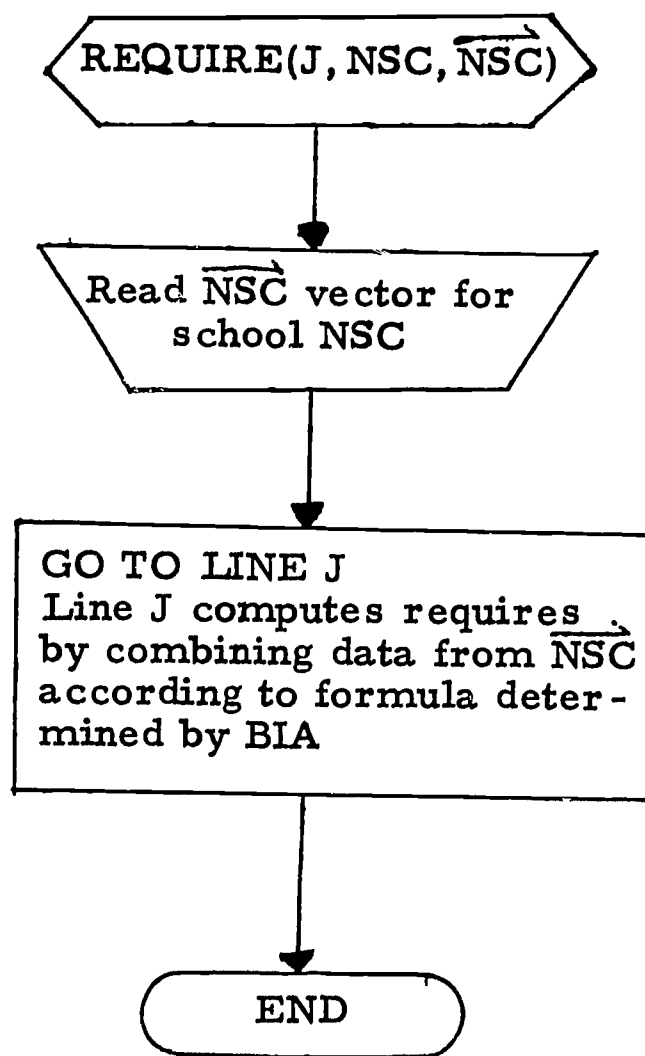 REQUIRE(J, NSC, NSC)
Read NSC vector for
school NSC
GO TO LINE J
Line J computes requires
by combining data from NSC
according to formula deter-
mined by BIA
END